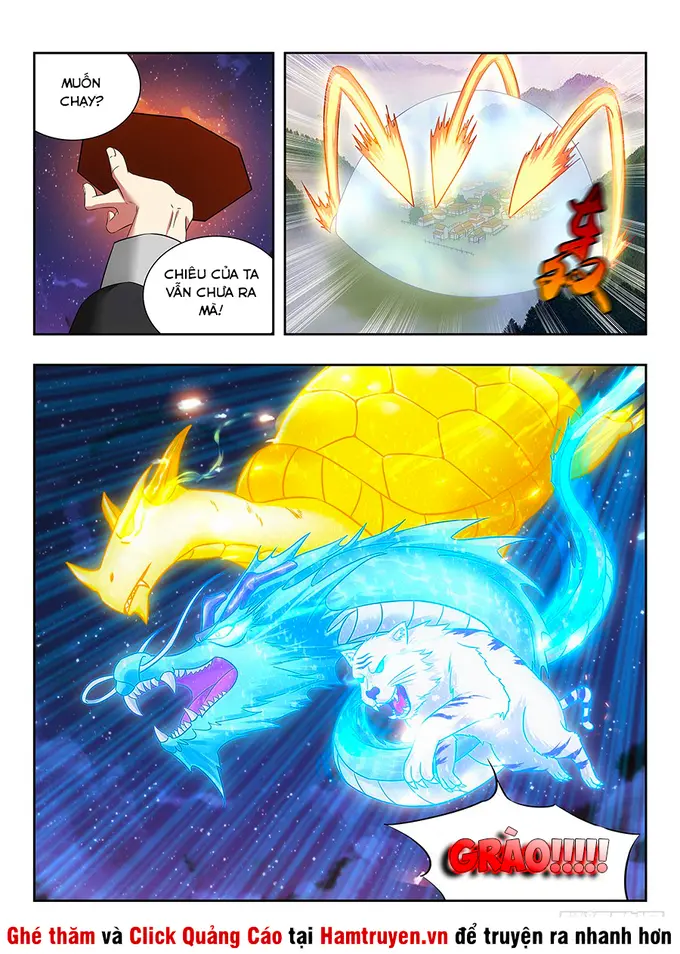 MUỐN
CHẠY?
CHIÊU CỦA TA
VẪN CHƯA RA
MÀ!
GRÀO!!!!!
Ghé thăm và Click Quảng Cáo tại Hamtruyen.vn để truyện ra nhanh hơn